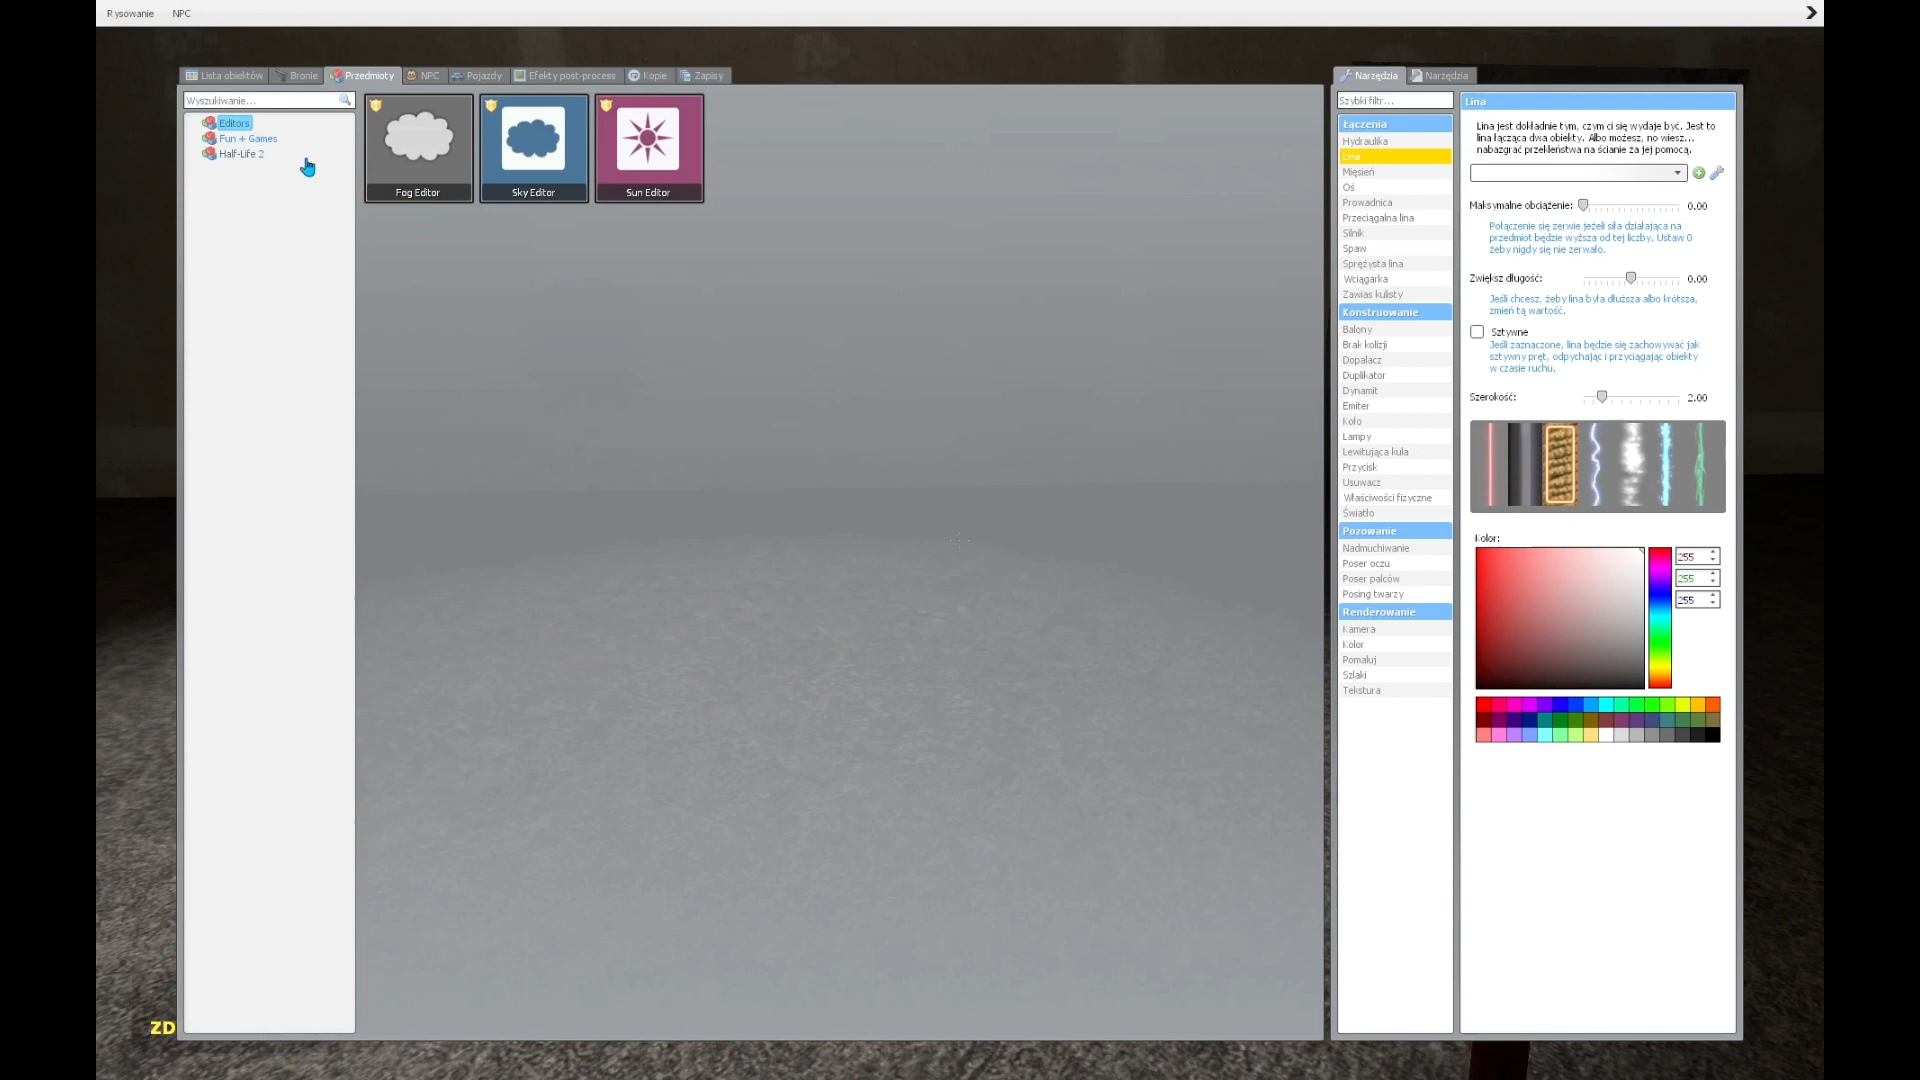 Rysowanie NPC
Lista obiektów Bronie Przedmioty NPC Pojazdy Efekty post-process Kopie Zapisy
Wyszukiwanie...
Editors
Fun + Games
Half-Life 2
Fog Editor
Sky Editor
Sun Editor
ZD
Narzędzia Narzędzia
Szybki filtr...
Łączenia
Hydraulika
Lina
Mięsień
Oś
Prowadnica
Przeciągalna lina
Silnik
Spaw
Sprężysta lina
Wciągarka
Zawias kulisty
Konstruowanie
Balony
Brak kolizji
Dopalacz
Duplikator
Dynamit
Emiter
Koło
Lampy
Lewitująca kula
Przycisk
Usuwacz
Właściwości fizyczne
Światło
Pozowanie
Nadmuchiwanie
Poser oczu
Poser palców
Posing twarzy
Renderowanie
Kamera
Kolor
Pomaluj
Szlaki
Tekstura
Lina
Lina jest dokładnie tym, czym ci się wydaje być. Jest to
lina łącząca dwa obiekty. Albo możesz, no wiesz...
nabazgrać przekleństwa na ścianie za jej pomocą.
Maksymalne obciążenie: 0.00
Połączenie się zerwie jeżeli siła działająca na
przedmiot będzie wyższa od tej liczby. Ustaw 0
żeby nigdy się nie zerwało.
Zwiększ długość: 0.00
Jeśli chcesz, żeby lina była dłuższa albo krótsza,
zmień tą wartość.
Sztywne
Jeśli zaznaczone, lina będzie się zachowywać jak
sztywny pręt, odpychając i przyciągając obiekty
w czasie ruchu.
Szerokość: 2.00
Kolor:
255
255
255